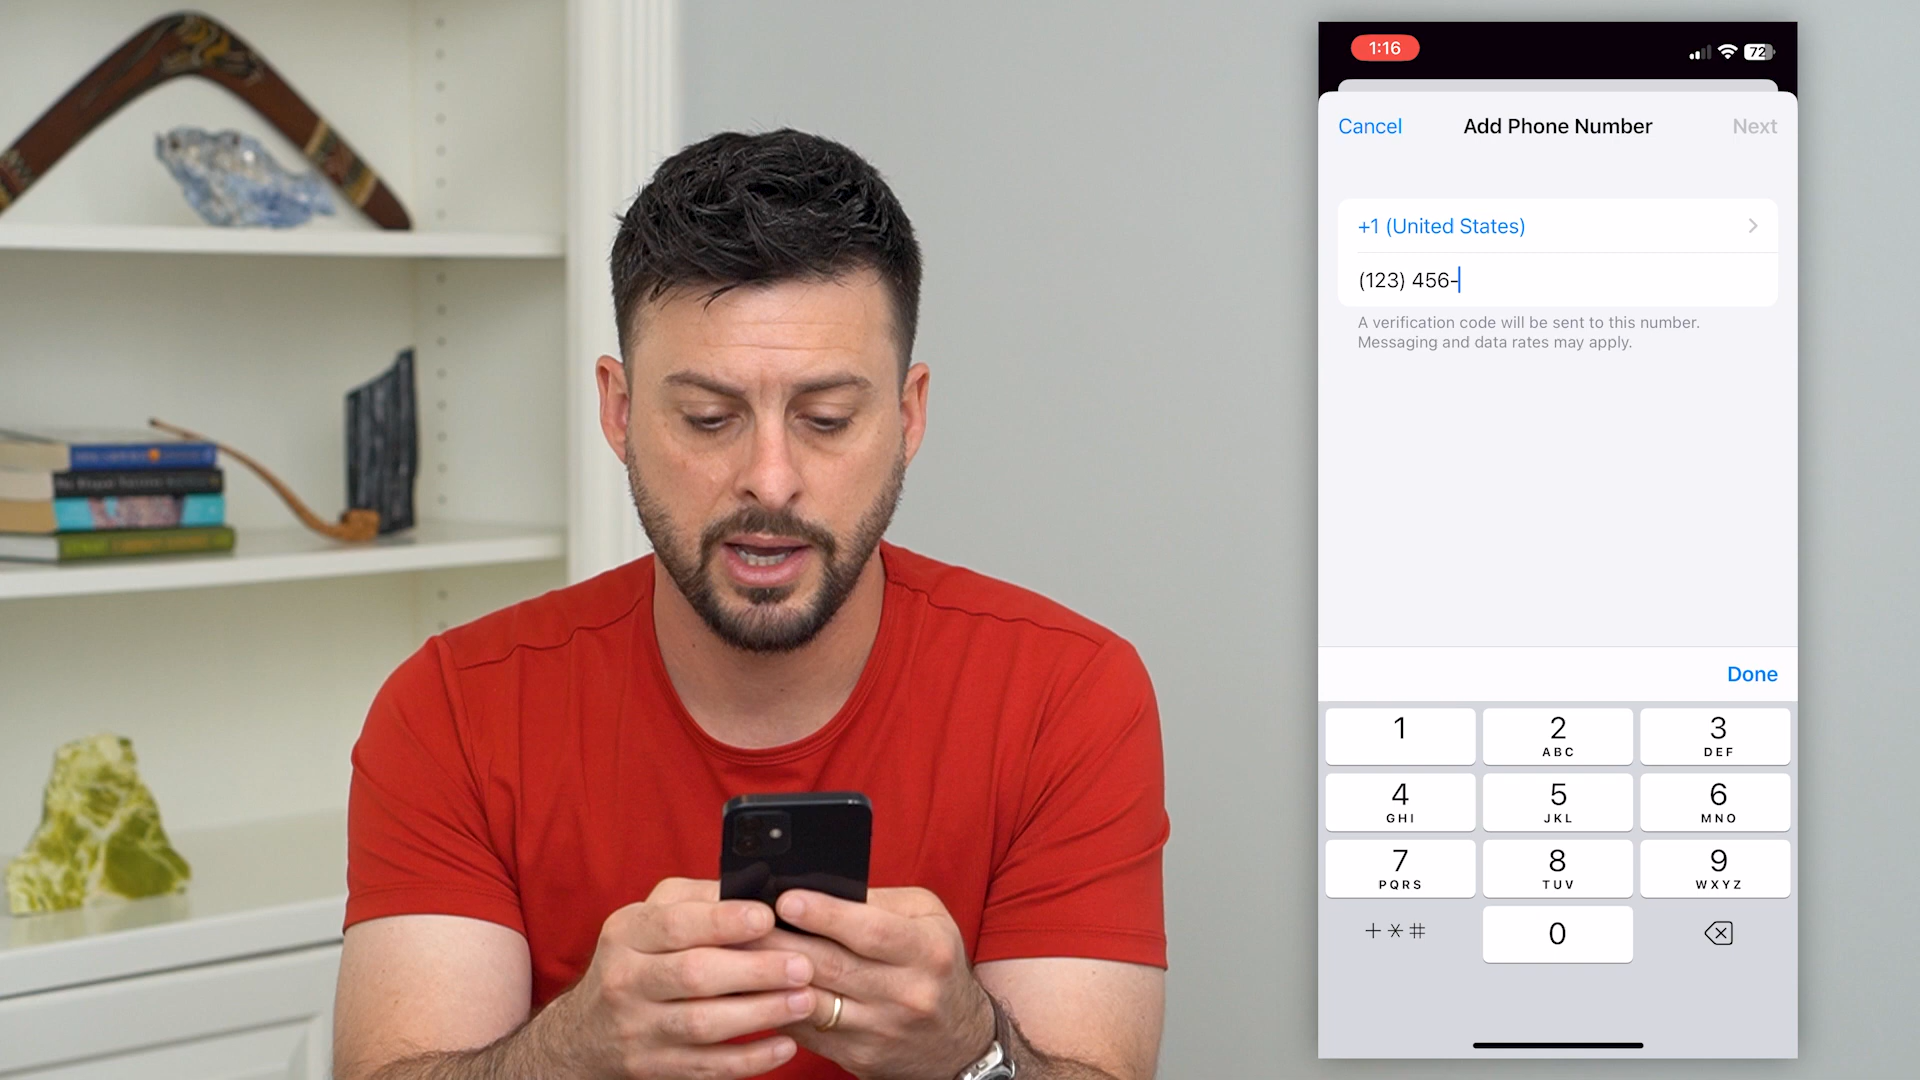 1:16
72
Cancel
Add Phone Number
Next
+1 (United States)
(123) 456-
A verification code will be sent to this number.
Messaging and data rates may apply.
Done
1
2
ABC
3
DEF
4
GHI
5
JKL
6
MNO
7
PQRS
8
TUV
9
WXYZ
+*#
0